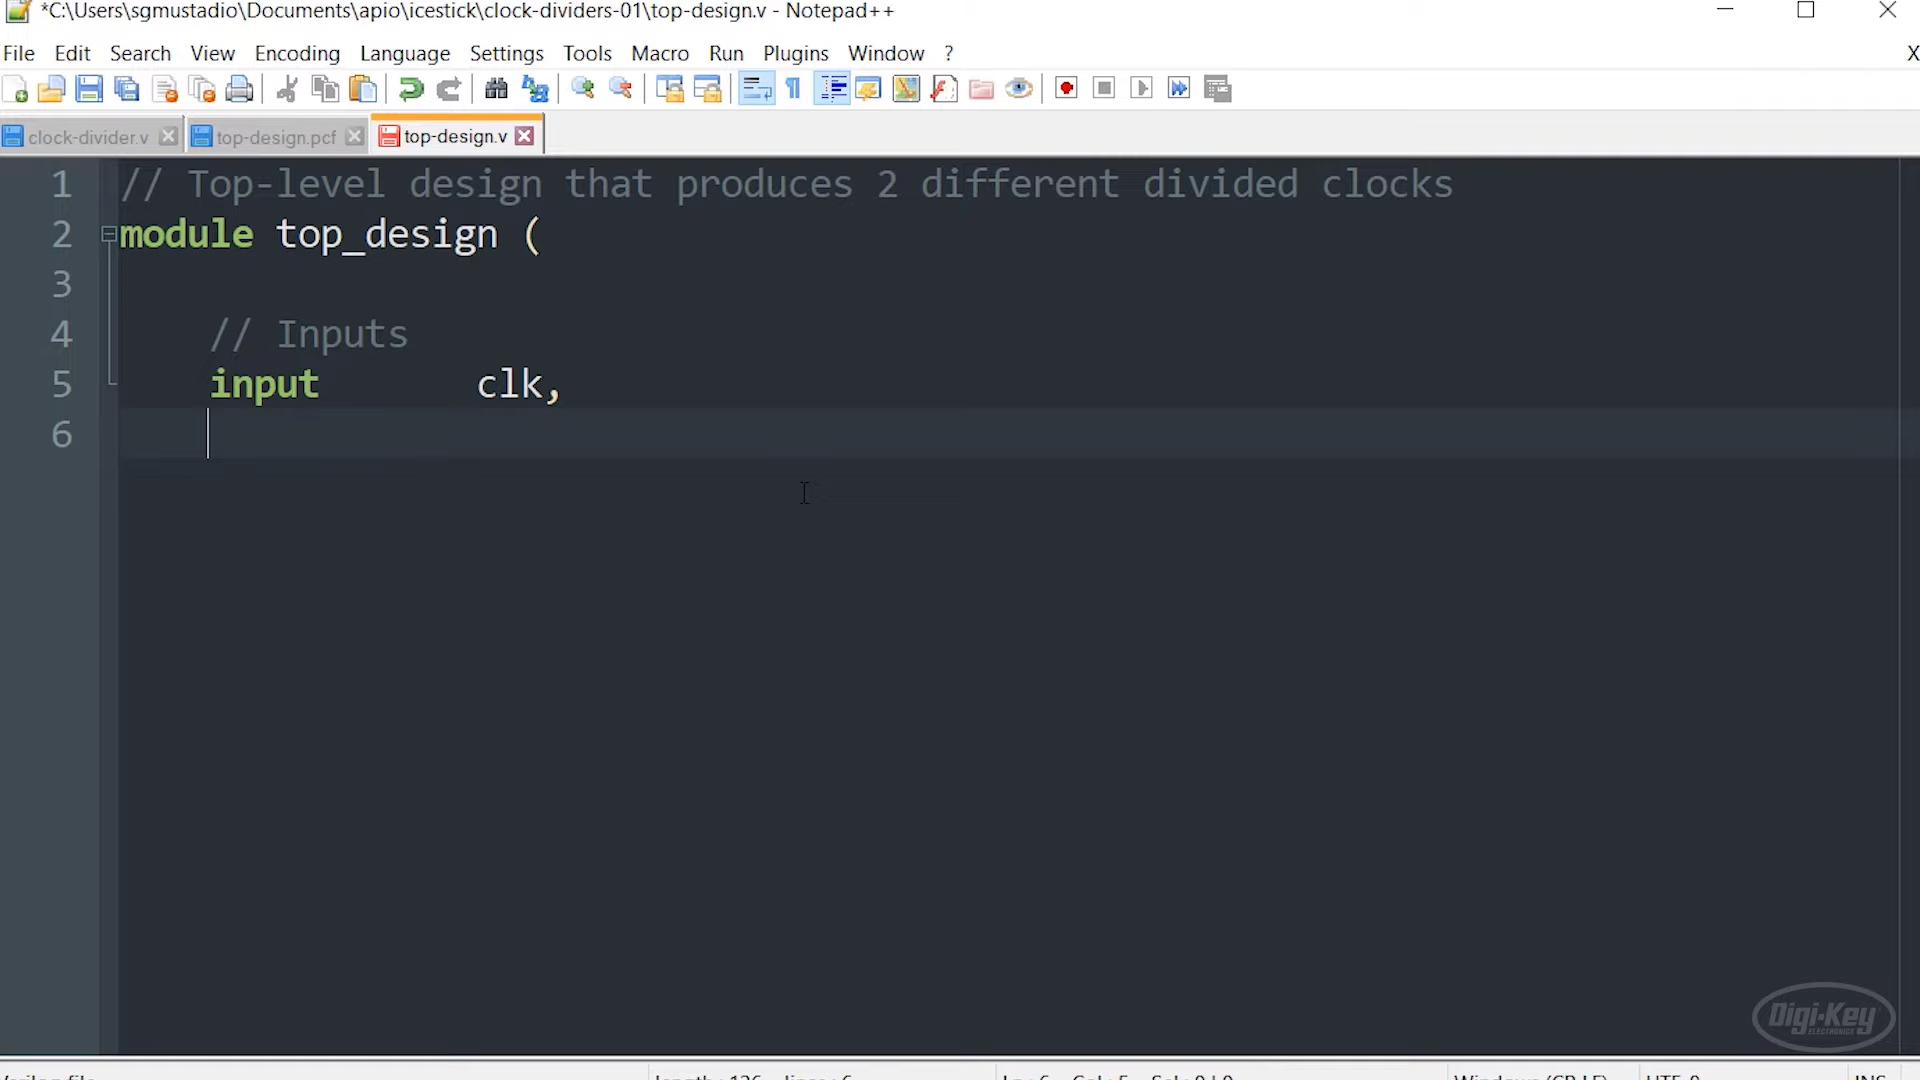 *C:\Users\sgmustadio\Documents\apio\icestick\clock-dividers-01\top-design.v - Notepad++
File Edit Search View Encoding Language Settings Tools Macro Run Plugins Window ? X
clock-divider.v top-design.pcf top-design.v
1 // Top-level design that produces 2 different divided clocks
2 module top_design (
3
4 // Inputs
5 input clk,
6
Digi-Key
ELECTRONICS